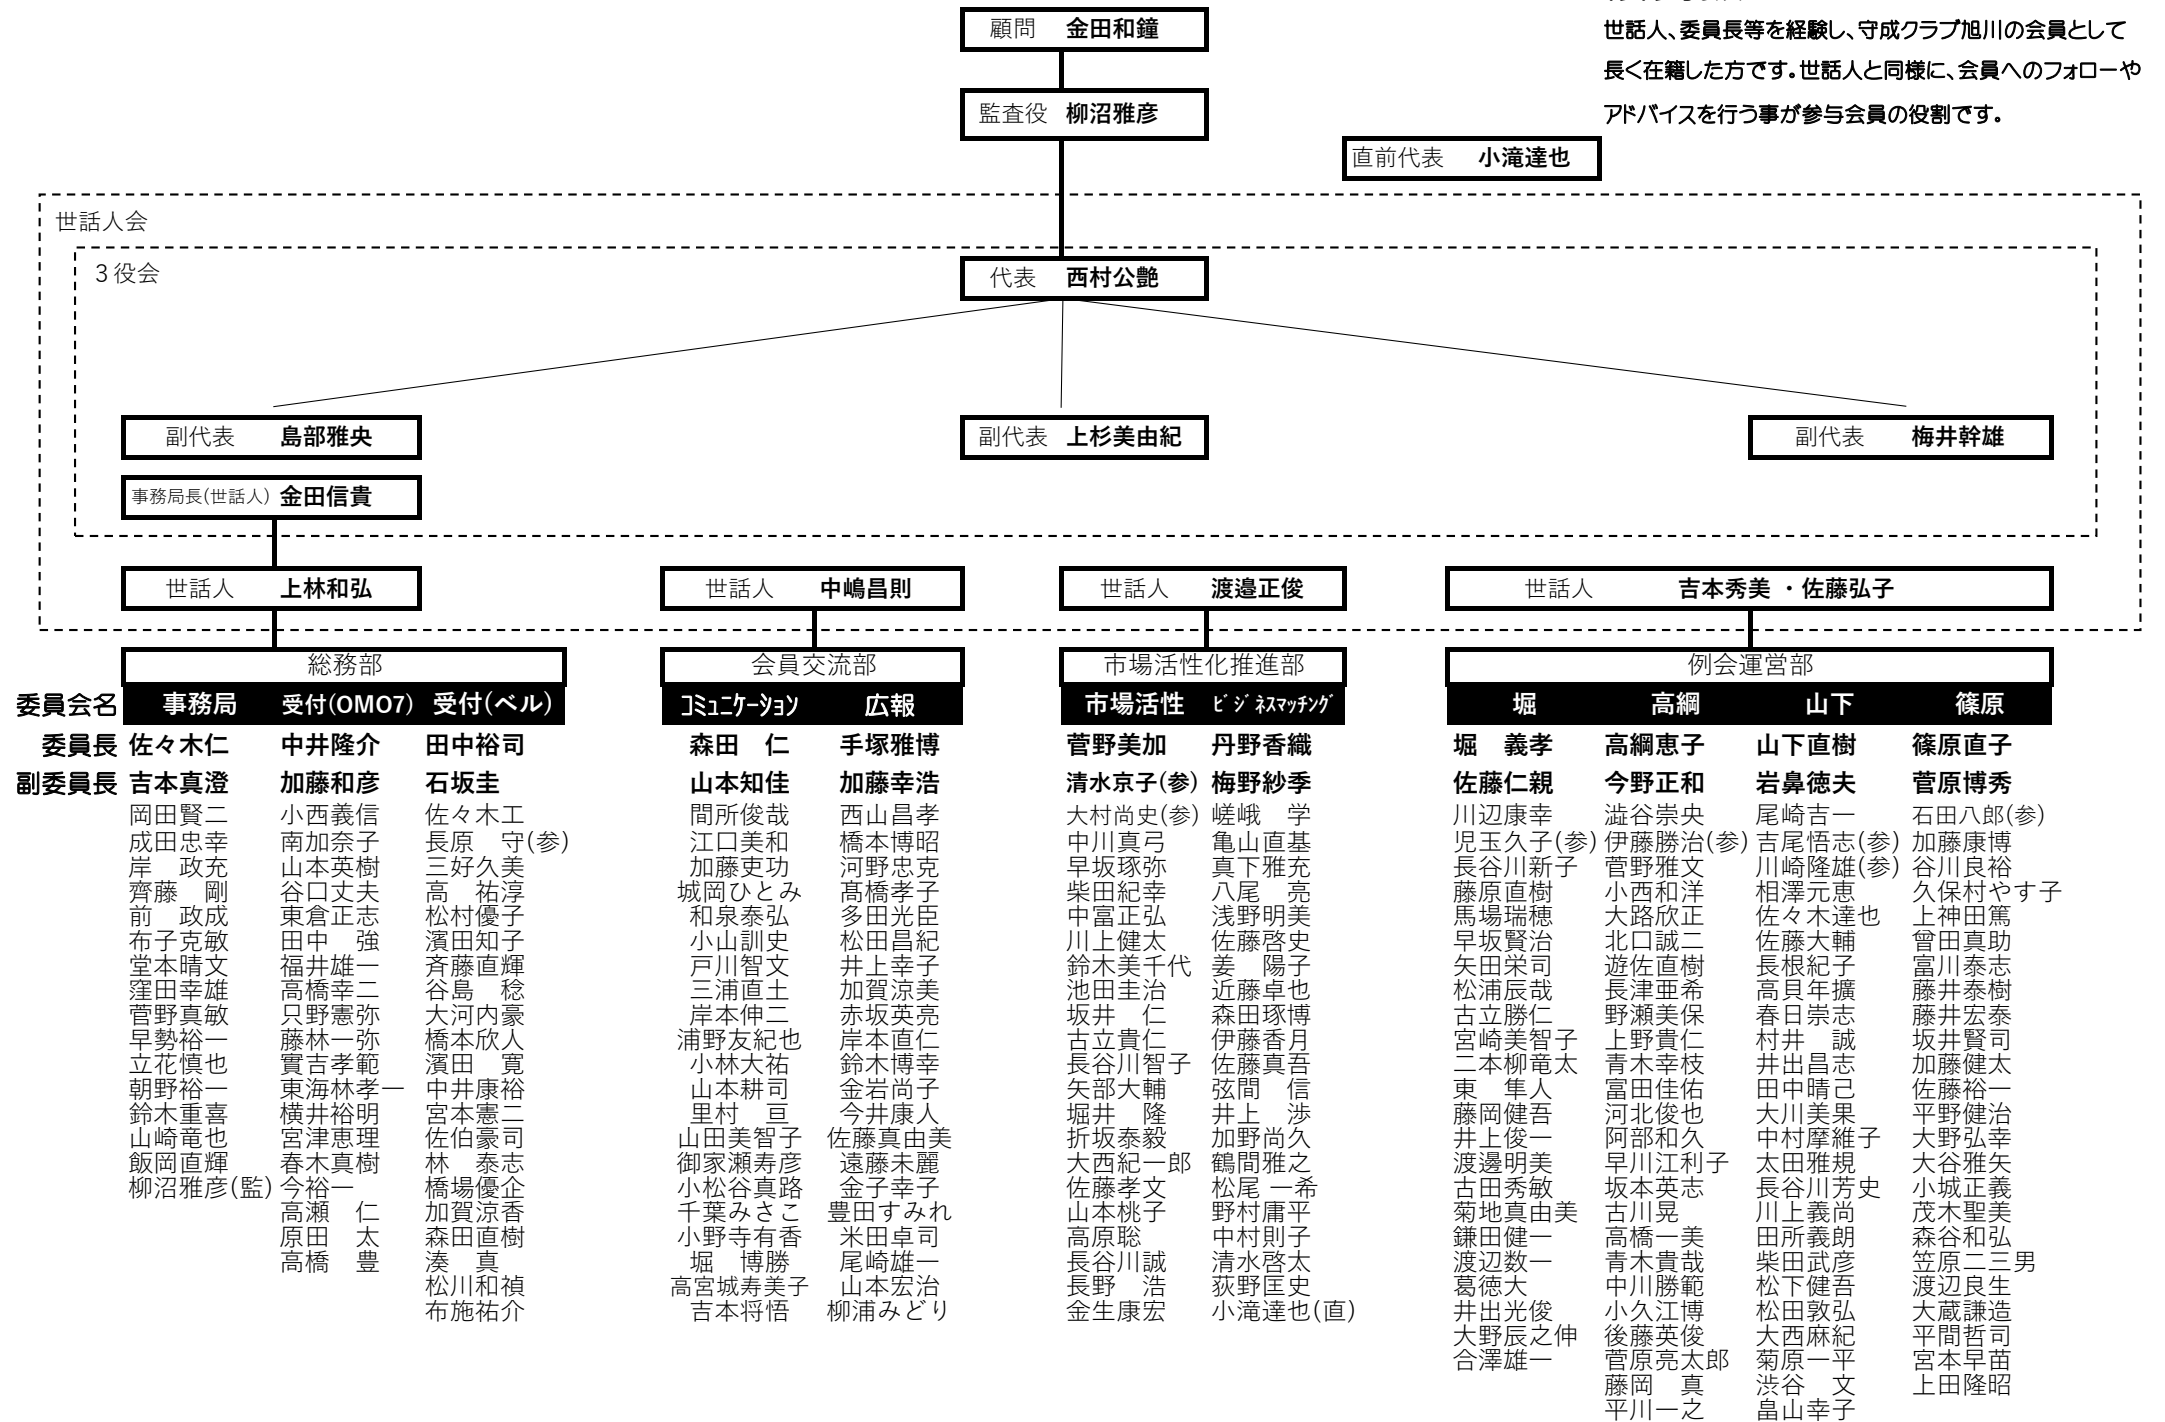 世話人、委員長等を経験し、守成クラブ旭川の会員として
長く在籍した方です。世話人と同様に、会員へのフォローや
アドバイスを行う事が参与会員の役割です。
顧問 金田和鐘
監査役 柳沼雅彦
直前代表 小滝達也
世話人会
３役会
代表 西村公艶
副代表 島部雅央 副代表 上杉美由紀 副代表 梅井幹雄
事務局長(世話人) 金田信貴
世話人 上林和弘 世話人 中嶋昌則 世話人 渡邉正俊 世話人 吉本秀美 ・佐藤弘子
総務部 会員交流部 市場活性化推進部 例会運営部
委員会名 事務局 受付(OMO7) 受付(ベル) ｺﾐｭﾆｹｰｼｮﾝ 広報 市場活性 ﾋﾞｼﾞﾈｽﾏｯﾁﾝｸﾞ 堀 高綱 山下 篠原
委員長 佐々木仁 中井隆介 田中裕司 森田　仁 手塚雅博 菅野美加 丹野香織 堀　義孝 高綱恵子 山下直樹 篠原直子
副委員長 吉本真澄 加藤和彦 石坂圭 山本知佳 加藤幸浩 清水京子(参) 梅野紗季 佐藤仁親 今野正和 岩鼻徳夫 菅原博秀
岡田賢二 小西義信 佐々木工 間所俊哉 西山昌孝 大村尚史(参) 嵯峨　学 川辺康幸 澁谷崇央 尾崎吉一 石田八郎(参)
成田忠幸 南加奈子 長原　守(参) 江口美和 橋本博昭 中川真弓 亀山直基 児玉久子(参) 伊藤勝治(参) 吉尾悟志(参) 加藤康博
岸　政充 山本英樹 三好久美 加藤吏功 河野忠克 早坂琢弥 真下雅充 長谷川新子 菅野雅文 川崎隆雄(参) 谷川良裕
齊藤　剛 谷口丈夫 高　祐淳 城岡ひとみ 髙橋孝子 柴田紀幸 八尾　亮 藤原直樹 小西和洋 相澤元恵 久保村やす子
前　政成 東倉正志 松村優子 和泉泰弘 多田光臣 中富正弘 浅野明美 馬場瑞穂 大路欣正 佐々木達也 上神田篤
布子克敏 田中　強 濱田知子 小山訓史 松田昌紀 川上健太 佐藤啓史 早坂賢治 北口誠二 佐藤大輔 曽田真助
堂本晴文 福井雄一 斉藤直輝 戸川智文 井上幸子 鈴木美千代 姜　陽子 矢田栄司 遊佐直樹 長根紀子 富川泰志
窪田幸雄 高橋幸二 谷島　稔 三浦直土 加賀涼美 池田圭治 近藤卓也 松浦辰哉 長津亜希 高貝年擴 藤井泰樹
菅野真敏 只野憲弥 大河内豪 岸本伸二 赤坂英亮 坂井　仁 森田琢博 古立勝仁 野瀬美保 春日崇志 藤井宏泰
早勢裕一 藤林一弥 橋本欣人 浦野友紀也 岸本直仁 古立貴仁 伊藤香月 宮崎美智子 上野貴仁 村井　誠 坂井賢司
立花慎也 實吉孝範 濱田　寛 小林大祐 鈴木博幸 長谷川智子 佐藤真吾 二本柳竜太 青木幸枝 井出昌志 加藤健太
朝野裕一 東海林孝一 中井康裕 山本耕司 金岩尚子 矢部大輔 弦間　信 東　隼人 富田佳佑 田中晴己 佐藤裕一
鈴木重喜 横井裕明 宮本憲二 里村　亘 今井康人 堀井　隆 井上　渉 藤岡健吾 河北俊也 大川美果 平野健治
山崎竜也 宮津恵理 佐伯豪司 山田美智子 佐藤真由美 折坂泰毅 加野尚久 井上俊一 阿部和久 中村摩維子 大野弘幸
飯岡直輝 春木真樹 林　泰志 御家瀬寿彦 遠藤未麗 大西紀一郎 鶴間雅之 渡邊明美 早川江利子 太田雅規 大谷雅矢
柳沼雅彦(監) 今裕一 橋場優企 小松谷真路 金子幸子 佐藤孝文 松尾 一希 古田秀敏 坂本英志 長谷川芳史 小城正義
高瀬　仁 加賀涼香 千葉みさこ 豊田すみれ 山本桃子 野村庸平 菊地真由美 古川晃 川上義尚 茂木聖美
原田　太 森田直樹 小野寺有香 米田卓司 高原聡 中村則子 鎌田健一 高橋一美 田所義朗 森谷和弘
高橋　豊 湊　真 堀　博勝 尾崎雄一 長谷川誠 清水啓太 渡辺数一 青木貴哉 柴田武彦 笠原二三男
松川和禎 高宮城寿美子 山本宏治 長野　浩 荻野匡史 葛徳大 中川勝範 松下健吾 渡辺良生
布施祐介 吉本将悟 柳浦みどり 金生康宏 小滝達也(直) 井出光俊 小久江博 松田敦弘 大蔵謙造
大野辰之伸 後藤英俊 大西麻紀 平間哲司
合澤雄一 菅原亮太郎 菊原一平 宮本早苗
藤岡　真 渋谷　文 上田隆昭
平川一之 畠山幸子